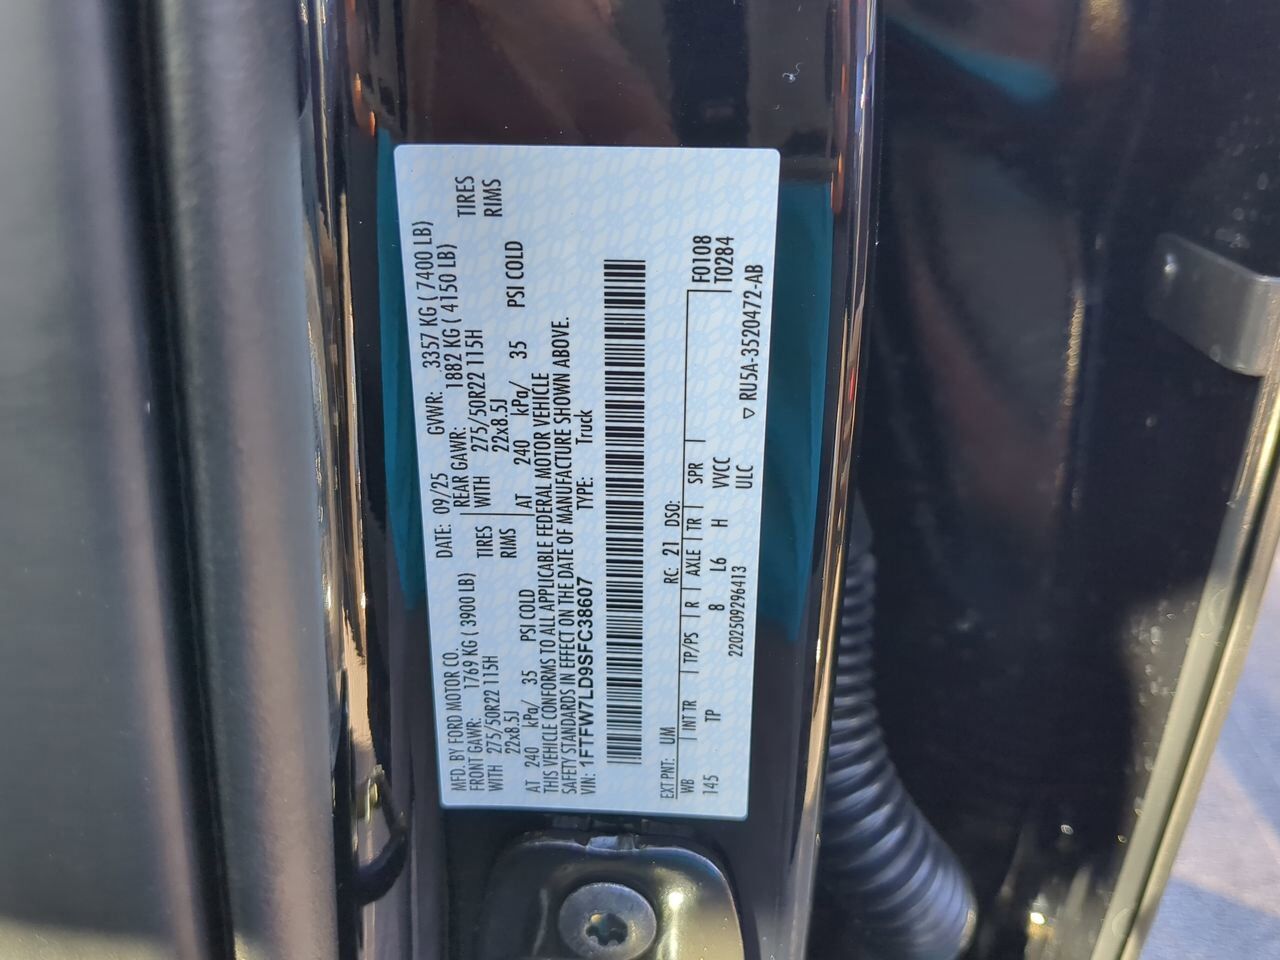 MFD. BY FORD MOTOR CO.
DATE: 09/25 GVWR: 3357 KG ( 7400 LB)
FRONT GAWR: 1769 KG ( 3900 LB) REAR GAWR: 1882 KG ( 4150 LB)
WITH 275/50R22 115H TIRES WITH 275/50R22 115H TIRES
22x8.5J RIMS 22x8.5J RIMS
AT 240 kPa/ 35 PSI COLD AT 240 kPa/ 35 PSI COLD
THIS VEHICLE CONFORMS TO ALL APPLICABLE FEDERAL MOTOR VEHICLE
SAFETY STANDARDS IN EFFECT ON THE DATE OF MANUFACTURE SHOWN ABOVE.
VIN: 1FTFW7LD9SFC38607 TYPE: Truck
F0108
T0284
EXT PNT: UM RC: 21 DSO:
WB INT TR TP/PS R AXLE TR SPR
145 TP 8 L6 H WCC
2202509296413 ULC
▽ RU5A-3520472-AB